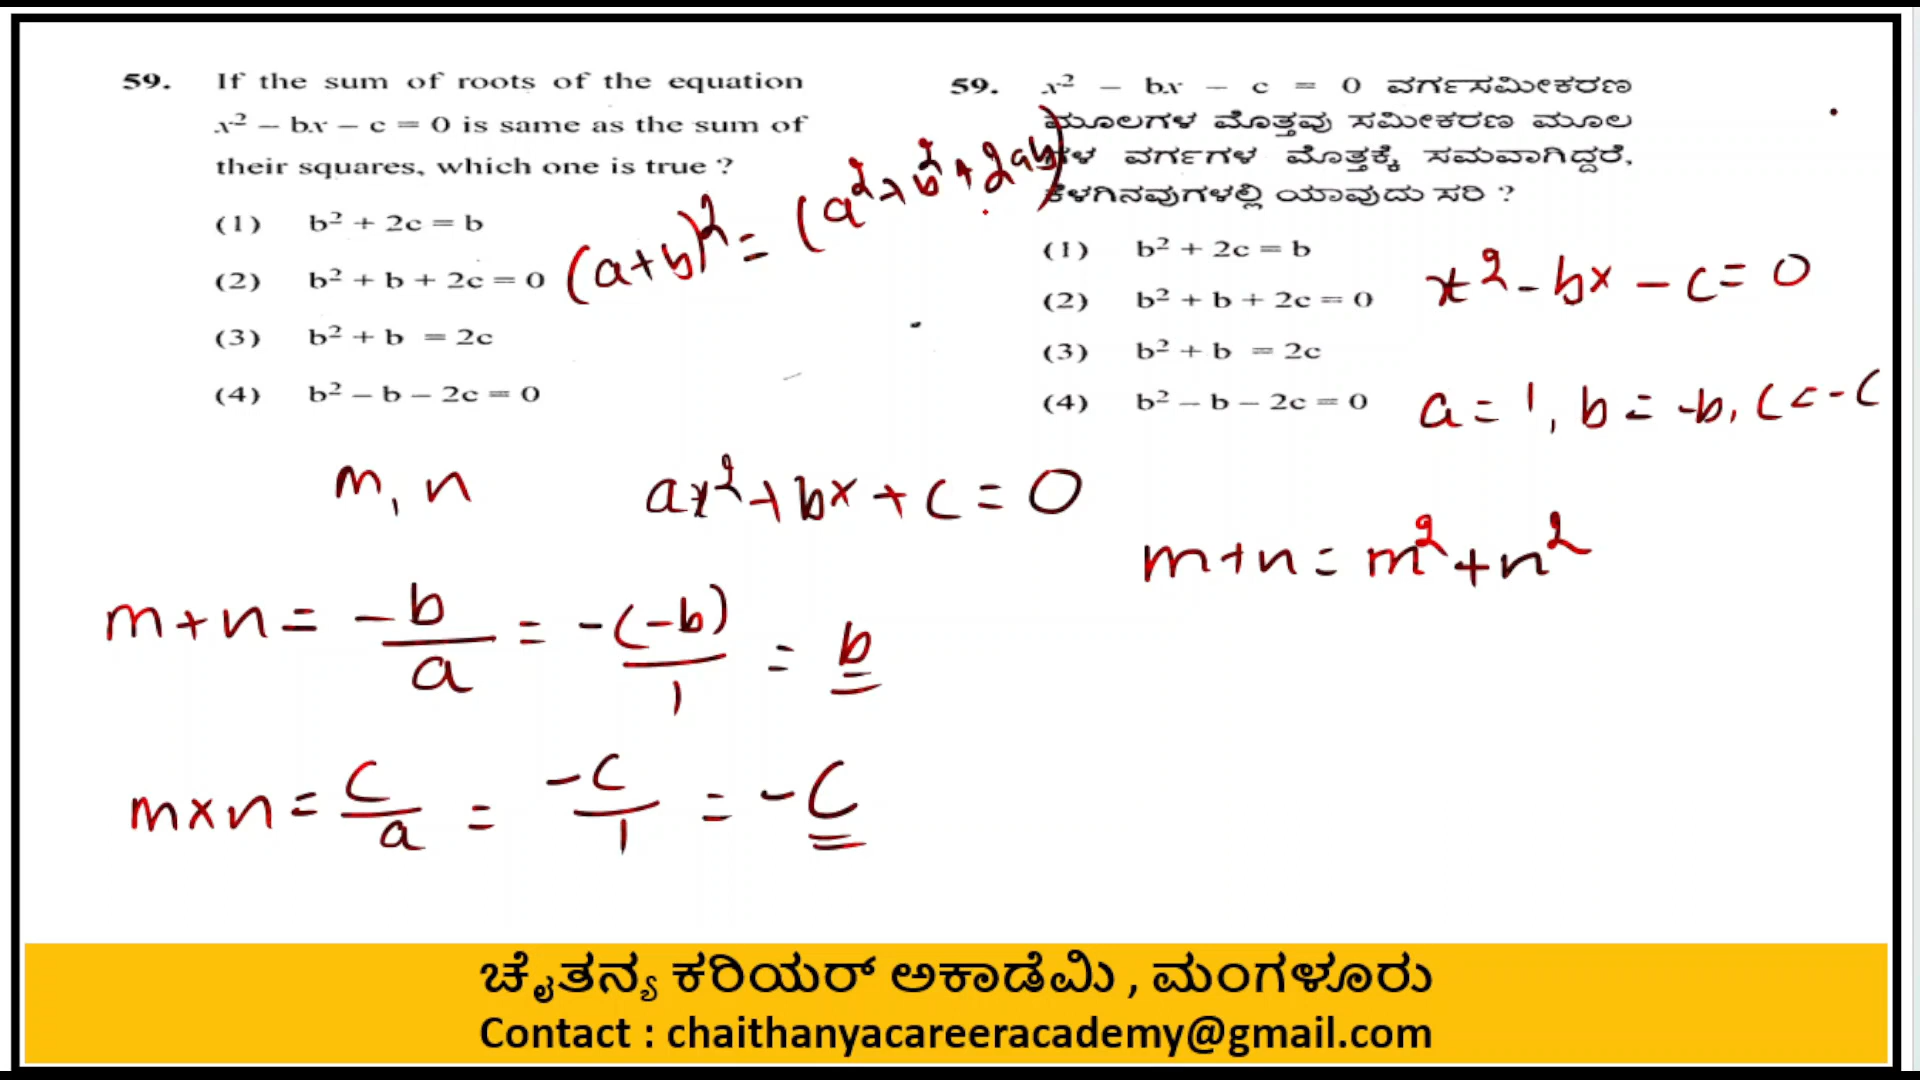 59. If the sum of roots of the equation
x² − bx − c = 0 is same as the sum of
their squares, which one is true ?
(1) b² + 2c = b
(2) b² + b + 2c = 0
(3) b² + b = 2c
(4) b² − b − 2c = 0
(a+b)² = (a²+b²+2ab)
59. x² − bx − c = 0 ವರ್ಗಸಮೀಕರಣ
ಮೂಲಗಳ ಮೊತ್ತವು ಸಮೀಕರಣ ಮೂಲ
ಗಳ ವರ್ಗಗಳ ಮೊತ್ತಕ್ಕೆ ಸಮವಾಗಿದ್ದರೆ,
ಕೆಳಗಿನವುಗಳಲ್ಲಿ ಯಾವುದು ಸರಿ ?
(1) b² + 2c = b
(2) b² + b + 2c = 0
(3) b² + b = 2c
(4) b² − b − 2c = 0
x² - bx - c = 0
a = 1, b = -b, c = -c
m, n
ax² + bx + c = 0
m+n = m² + n²
m+n = -b/a = -(-b)/1 = b
m×n = c/a = -c/1 = -c
ಚೈತನ್ಯ ಕರಿಯರ್ ಅಕಾಡೆಮಿ , ಮಂಗಳೂರು
Contact : chaithanyacareeracademy@gmail.com